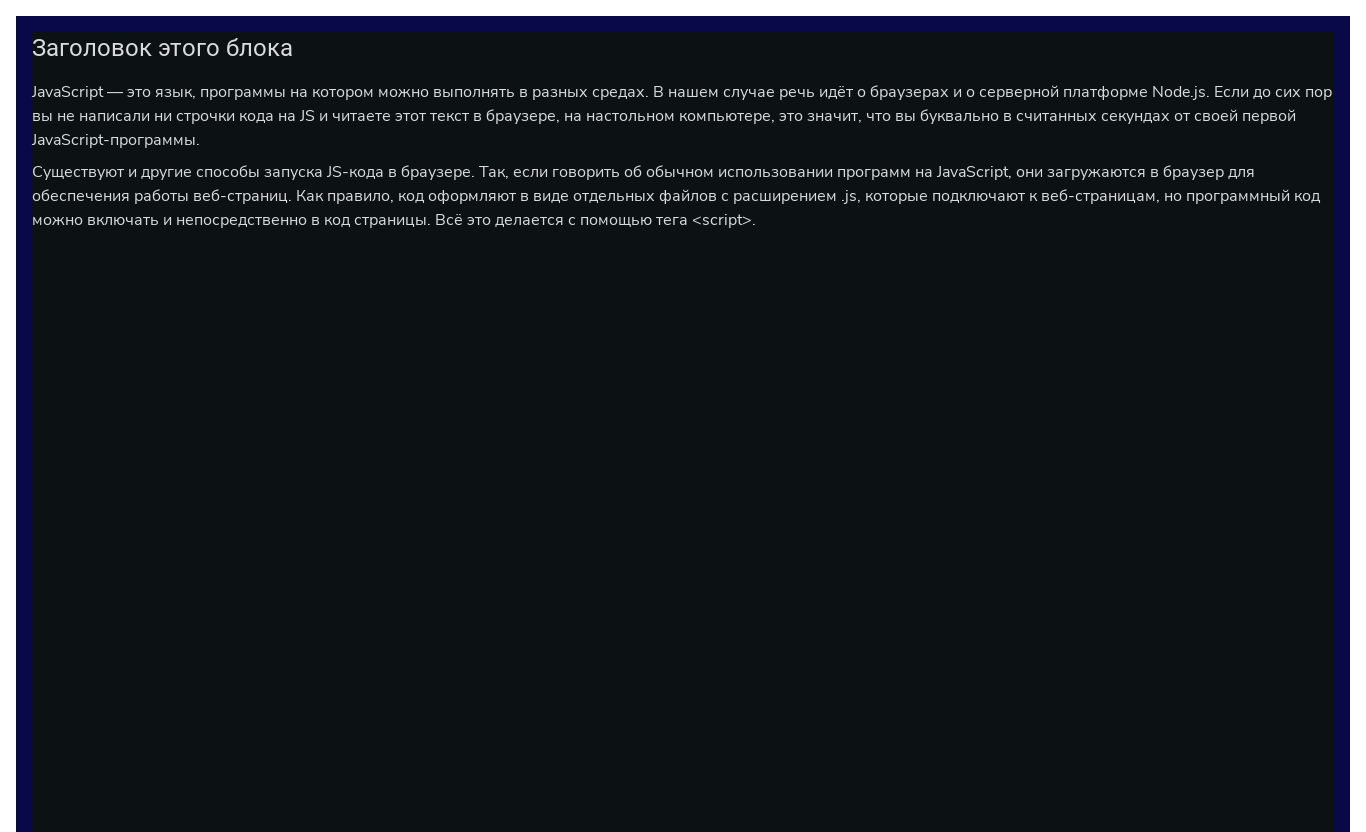 Заголовок этого блока
JavaScript — это язык, программы на котором можно выполнять в разных средах. В нашем случае речь идёт о браузерах и о серверной платформе Node.js. Если до сих пор
вы не написали ни строчки кода на JS и читаете этот текст в браузере, на настольном компьютере, это значит, что вы буквально в считанных секундах от своей первой
JavaScript-программы.
Существуют и другие способы запуска JS-кода в браузере. Так, если говорить об обычном использовании программ на JavaScript, они загружаются в браузер для
обеспечения работы веб-страниц. Как правило, код оформляют в виде отдельных файлов с расширением .js, которые подключают к веб-страницам, но программный код
можно включать и непосредственно в код страницы. Всё это делается с помощью тега <script>.